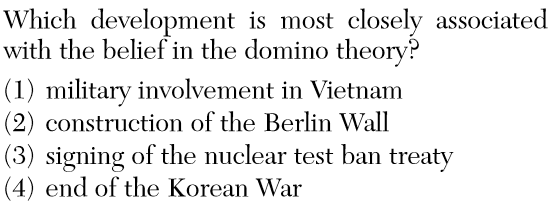 Which development is most closely associated
with the belief in the domino theory?
(1) military involvement in Vietnam
(2) construction of the Berlin Wall
(3) signing of the nuclear test ban treaty
(4) end of the Korean War